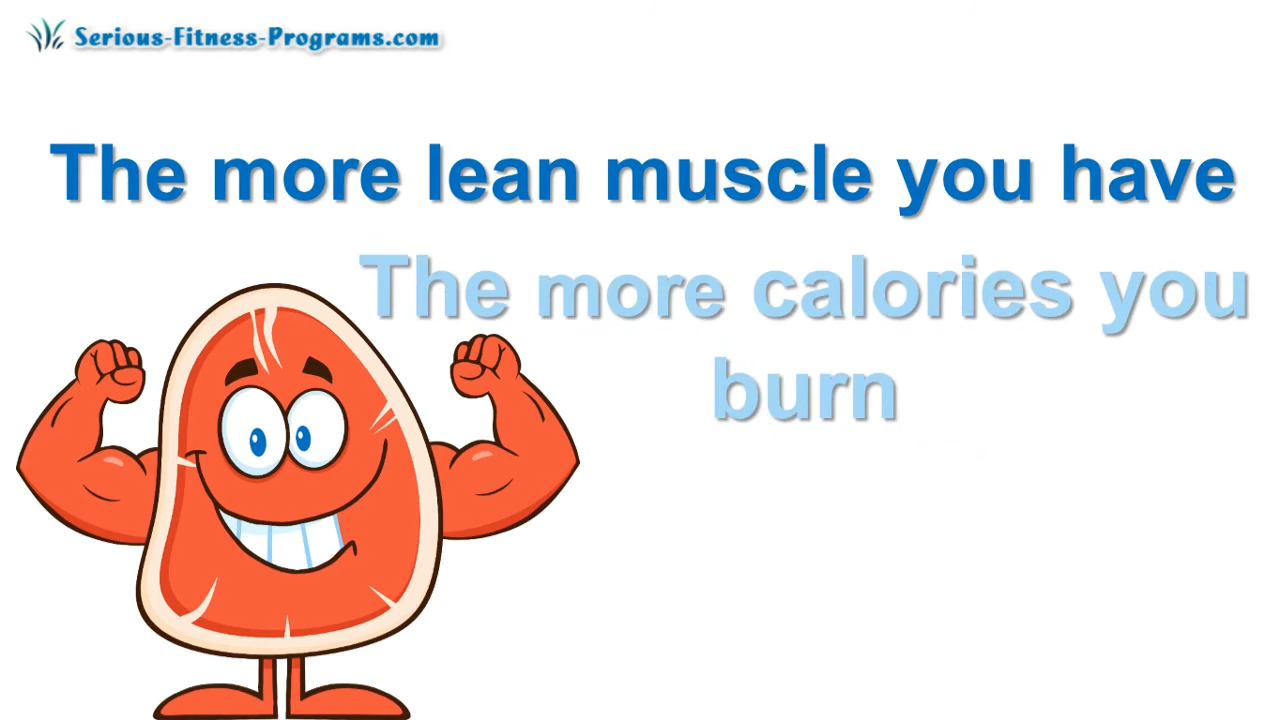 Serious-Fitness-Programs.com
The more lean muscle you have
The more calories you
burn